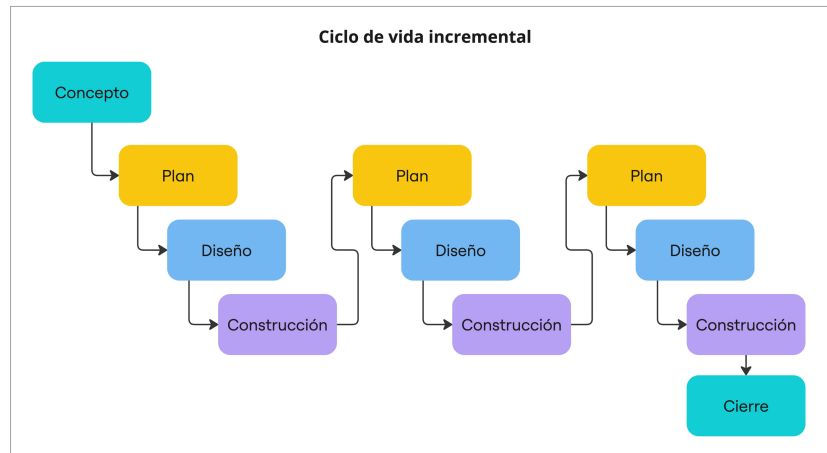 Ciclo de vida incremental
Concepto
Plan
Diseño
Construcción
Plan
Diseño
Construcción
Plan
Diseño
Construcción
Cierre